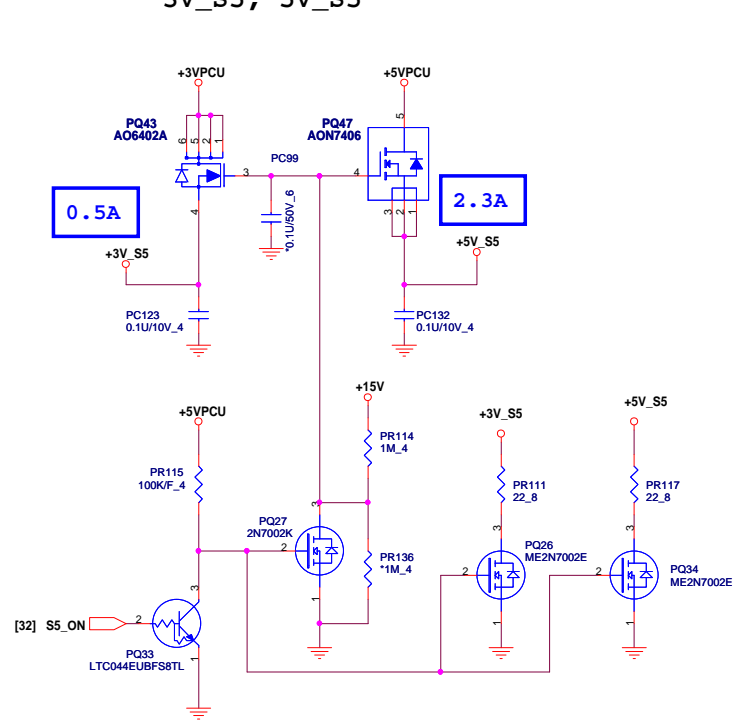 +3VPCU
+5VPCU
PQ43
AO6402A
PQ47
AON7406
6
5
2
1
5
PC99
3
4
*0.1U/50V_6
0.5A
2.3A
4
3
2
1
+3V_S5
+5V_S5
PC123
0.1U/10V_4
PC132
0.1U/10V_4
+15V
+5VPCU
+3V_S5
+5V_S5
PR114
1M_4
PR115
100K/F_4
PR111
22_8
PR117
22_8
3
PQ27
2N7002K
2
1
PR136
*1M_4
3
PQ26
ME2N7002E
2
1
3
PQ34
ME2N7002E
2
1
3
[32] S5_ON
2
PQ33
LTC044EUBFS8TL
1